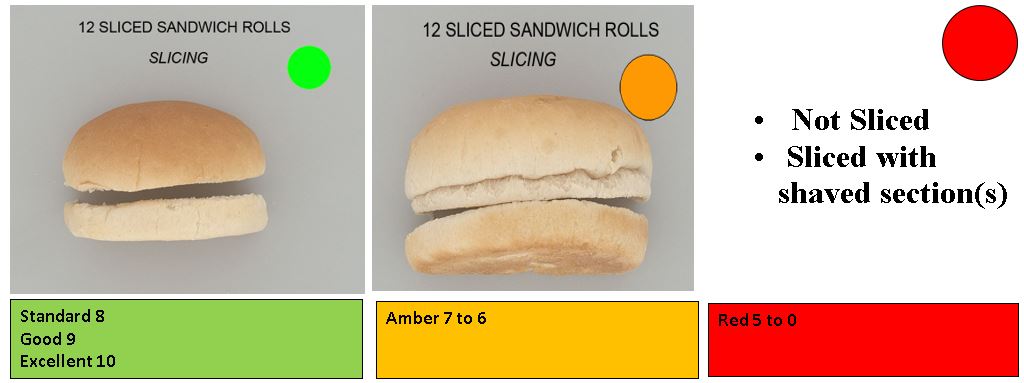 12 SLICED SANDWICH ROLLS
SLICING
Standard 8
Good 9
Excellent 10
12 SLICED SANDWICH ROLLS
SLICING
Amber 7 to 6
• Not Sliced
• Sliced with
shaved section(s)
Red 5 to 0